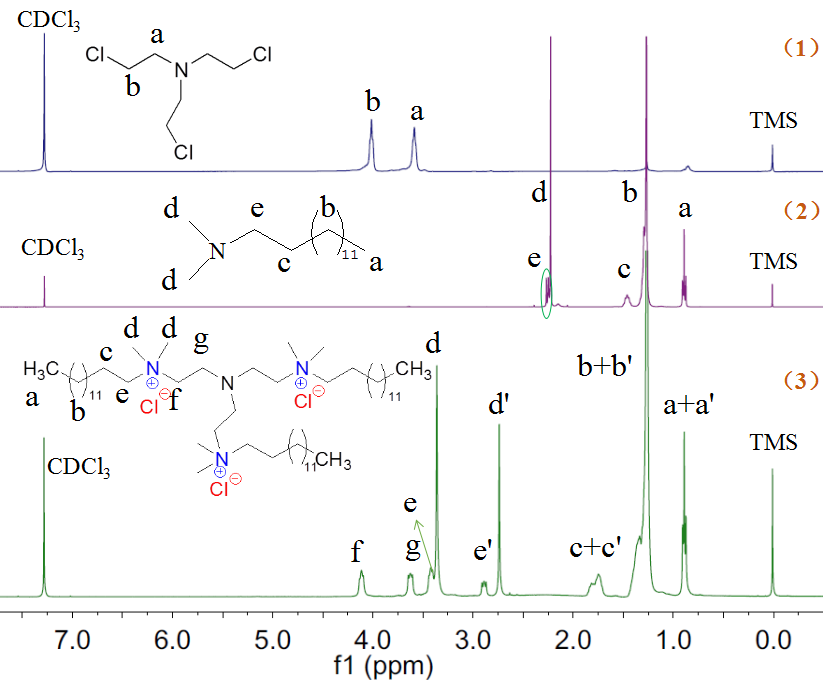 CDCl3
a
Cl
Cl
N
b
Cl
b
a
TMS
(1)
d
e
b
N
11
d
c
a
CDCl3
d
e
c
b
a
TMS
(2)
d
d
g
c
H3C
N
⊕
N
N
⊕
CH3
11
11
a
b
e
Cl⊖
f
Cl⊖
N
⊕
11
CH3
Cl⊖
CDCl3
f
e
g
d
e'
d'
c+c'
b+b'
a+a'
TMS
(3)
7.0 6.0 5.0 4.0 3.0 2.0 1.0 0.0
f1 (ppm)